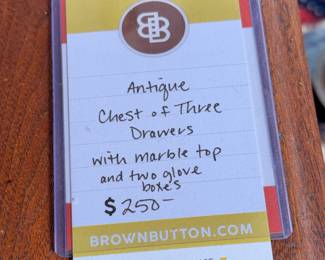 Antique
Chest of Three
Drawers
with marble top
and two glove
boxes
$250-
BROWNBUTTON.COM